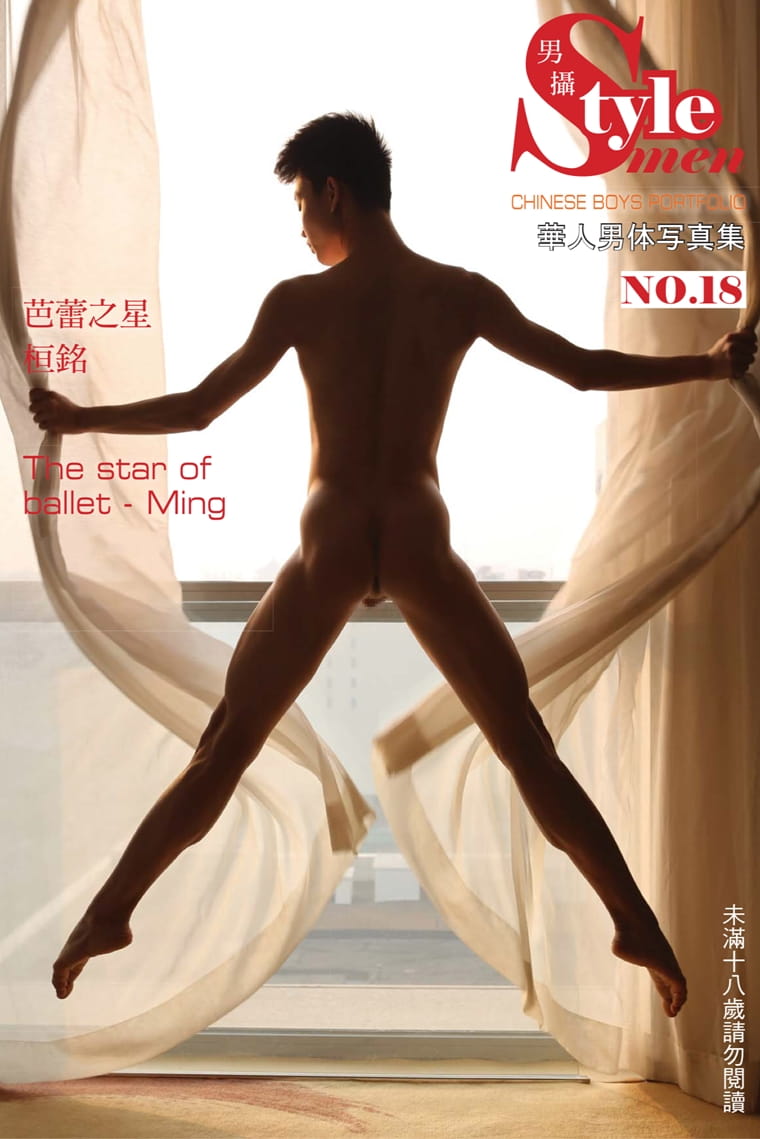 男攝
Style
men
CHINESE BOYS PORTFOLIO
華人男体写真集
NO.18
芭蕾之星
桓銘
The star of
ballet - Ming
未滿十八歲請勿閱讀